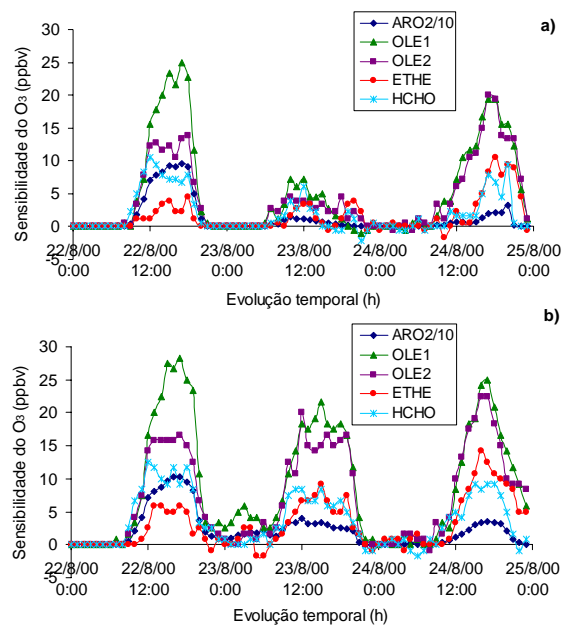 a)
ARO2/10
OLE1
OLE2
ETHE
HCHO
Sensibilidade do O3 (ppbv)
30
25
20
15
10
5
0
5
22/8/00 22/8/00 23/8/00 23/8/00 24/8/00 24/8/00 25/8/00
0:00 12:00 0:00 12:00 0:00 12:00 0:00
Evolução temporal (h)
b)
ARO2/10
OLE1
OLE2
ETHE
HCHO
Sensibilidade do O3 (ppbv)
30
25
20
15
10
5
0
5
22/8/00 22/8/00 23/8/00 23/8/00 24/8/00 24/8/00 25/8/00
0:00 12:00 0:00 12:00 0:00 12:00 0:00
Evolução temporal (h)